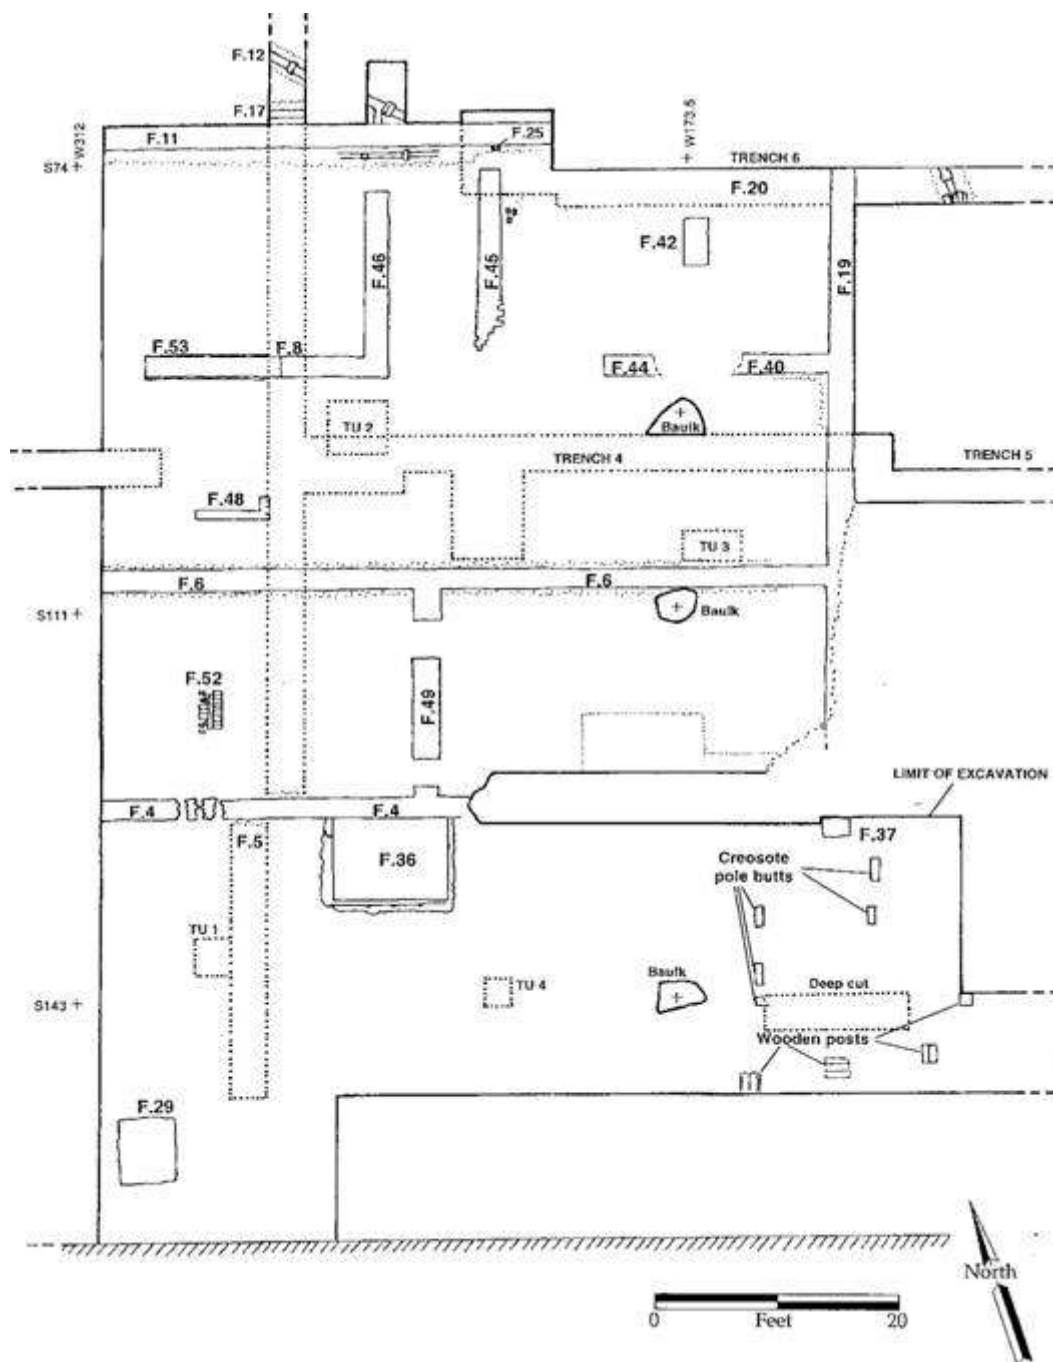 F.12
F.17
F.11
F.25
W312
W173.5
S74
TRENCH 6
F.20
F.42
F.46
F.45
F.19
F.53
F.8
F.44
F.40
TU 2
Baulk
TRENCH 4
TRENCH 5
F.48
TU 3
F.6
F.6
S111
Baulk
F.52
F.49
LIMIT OF EXCAVATION
F.4
F.4
F.5
F.36
F.37
Creosote
pole butts
TU 1
TU 4
Baulk
Deep cut
S143
Wooden posts
F.29
North
0
20
Feet